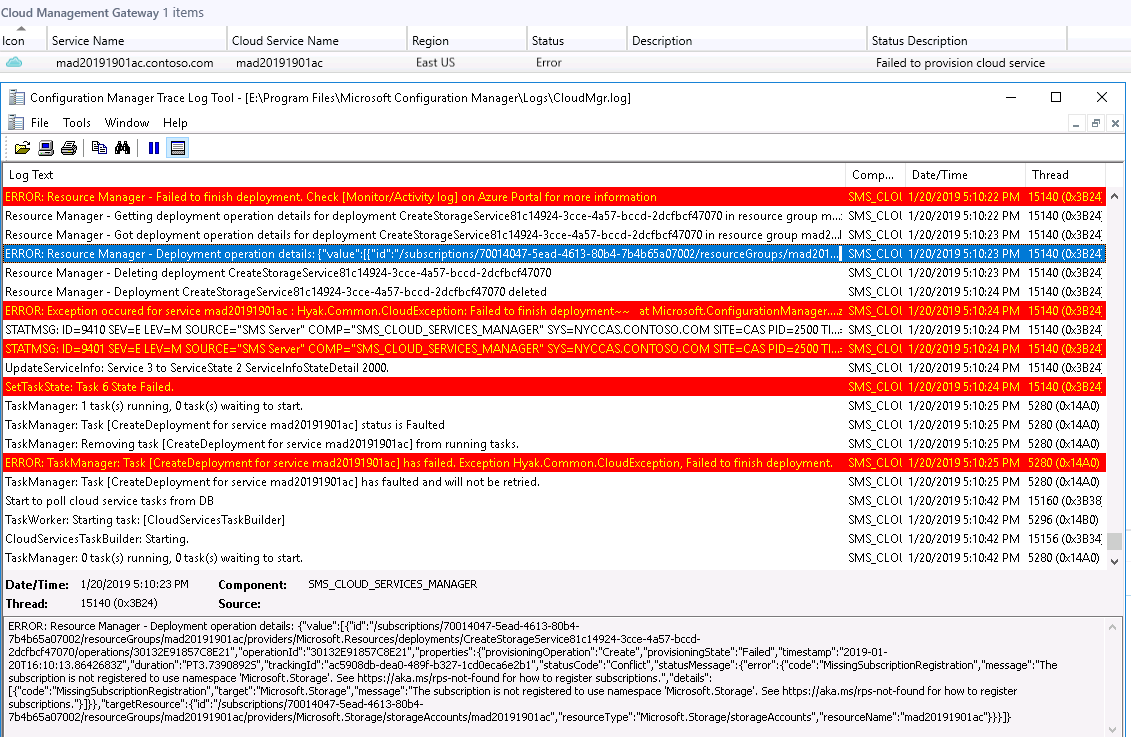 Cloud Management Gateway 1 items
Icon Service Name Cloud Service Name Region Status Description Status Description
mad20191901ac.contoso.com mad20191901ac East US Error Failed to provision cloud service
Configuration Manager Trace Log Tool - [E:\Program Files\Microsoft Configuration Manager\Logs\CloudMgr.log]
File Tools Window Help
Log Text Comp... Date/Time Thread
ERROR: Resource Manager - Failed to finish deployment. Check [Monitor/Activity log] on Azure Portal for more information SMS_CLOU 1/20/2019 5:10:22 PM 15140 (0x3B24)
Resource Manager - Getting deployment operation details for deployment CreateStorageService81c14924-3cce-4a57-bccd-2dcfbcf47070 in resource group m...: SMS_CLOU 1/20/2019 5:10:22 PM 15140 (0x3B24)
Resource Manager - Got deployment operation details for deployment CreateStorageService81c14924-3cce-4a57-bccd-2dcfbcf47070 in resource group mad2... SMS_CLOU 1/20/2019 5:10:23 PM 15140 (0x3B24)
ERROR: Resource Manager - Deployment operation details: {"value":[{"id":"/subscriptions/70014047-5ead-4613-80b4-7b4b65a07002/resourceGroups/mad201... SMS_CLOU 1/20/2019 5:10:23 PM 15140 (0x3B24)
Resource Manager - Deleting deployment CreateStorageService81c14924-3cce-4a57-bccd-2dcfbcf47070 SMS_CLOU 1/20/2019 5:10:23 PM 15140 (0x3B24)
Resource Manager - Deployment CreateStorageService81c14924-3cce-4a57-bccd-2dcfbcf47070 deleted SMS_CLOU 1/20/2019 5:10:23 PM 15140 (0x3B24)
ERROR: Exception occured for service mad20191901ac : Hyak.Common.CloudException: Failed to finish deployment~~ at Microsoft.ConfigurationManager...: SMS_CLOU 1/20/2019 5:10:24 PM 15140 (0x3B24)
STATMSG: ID=9410 SEV=E LEV=M SOURCE="SMS Server" COMP="SMS_CLOUD_SERVICES_MANAGER" SYS=NYCCAS.CONTOSO.COM SITE=CAS PID=2500 TI...: SMS_CLOU 1/20/2019 5:10:24 PM 15140 (0x3B24)
STATMSG: ID=9401 SEV=E LEV=M SOURCE="SMS Server" COMP="SMS_CLOUD_SERVICES_MANAGER" SYS=NYCCAS.CONTOSO.COM SITE=CAS PID=2500 TI...: SMS_CLOU 1/20/2019 5:10:24 PM 15140 (0x3B24)
UpdateServiceInfo: Service 3 to ServiceState 2 ServiceInfoStateDetail 2000. SMS_CLOU 1/20/2019 5:10:24 PM 15140 (0x3B24)
SetTaskState: Task 6 State Failed. SMS_CLOU 1/20/2019 5:10:24 PM 15140 (0x3B24)
TaskManager: 1 task(s) running, 0 task(s) waiting to start. SMS_CLOU 1/20/2019 5:10:25 PM 5280 (0x14A0)
TaskManager: Task [CreateDeployment for service mad20191901ac] status is Faulted SMS_CLOU 1/20/2019 5:10:25 PM 5280 (0x14A0)
TaskManager: Removing task [CreateDeployment for service mad20191901ac] from running tasks. SMS_CLOU 1/20/2019 5:10:25 PM 5280 (0x14A0)
ERROR: TaskManager: Task [CreateDeployment for service mad20191901ac] has failed. Exception Hyak.Common.CloudException, Failed to finish deployment. SMS_CLOU 1/20/2019 5:10:25 PM 5280 (0x14A0)
TaskManager: Task [CreateDeployment for service mad20191901ac] has faulted and will not be retried. SMS_CLOU 1/20/2019 5:10:25 PM 5280 (0x14A0)
Start to poll cloud service tasks from DB SMS_CLOU 1/20/2019 5:10:42 PM 15160 (0x3B38)
TaskWorker: Starting task: [CloudServicesTaskBuilder] SMS_CLOU 1/20/2019 5:10:42 PM 5296 (0x14B0)
CloudServicesTaskBuilder: Starting. SMS_CLOU 1/20/2019 5:10:42 PM 15156 (0x3B34)
TaskManager: 0 task(s) running, 0 task(s) waiting to start. SMS_CLOU 1/20/2019 5:10:42 PM 5280 (0x14A0)
Date/Time: 1/20/2019 5:10:23 PM Component: SMS_CLOUD_SERVICES_MANAGER
Thread: 15140 (0x3B24) Source:
ERROR: Resource Manager - Deployment operation details: {"value":[{"id":"/subscriptions/70014047-5ead-4613-80b4-
7b4b65a07002/resourceGroups/mad20191901ac/providers/Microsoft.Resources/deployments/CreateStorageService81c14924-3cce-4a57-bccd-
2dcfbcf47070/operations/30132E91857C8E21","operationId":"30132E91857C8E21","properties":{"provisioningOperation":"Create","provisioningState":"Failed","timestamp":"2019-01-
20T16:10:13.8642683Z","duration":"PT3.7390892S","trackingId":"ac5908db-dea0-489f-b327-1cd0eca6e2b1","statusCode":"Conflict","statusMessage":{"error":{"code":"MissingSubscriptionRegistration","message":"The
subscription is not registered to use namespace 'Microsoft.Storage'. See https://aka.ms/rps-not-found for how to register subscriptions.","details":
[{"code":"MissingSubscriptionRegistration","target":"Microsoft.Storage","message":"The subscription is not registered to use namespace 'Microsoft.Storage'. See https://aka.ms/rps-not-found for how to register
subscriptions."}]}},"targetResource":{"id":"/subscriptions/70014047-5ead-4613-80b4-
7b4b65a07002/resourceGroups/mad20191901ac/providers/Microsoft.Storage/storageAccounts/mad20191901ac","resourceType":"Microsoft.Storage/storageAccounts","resourceName":"mad20191901ac"}}}]}